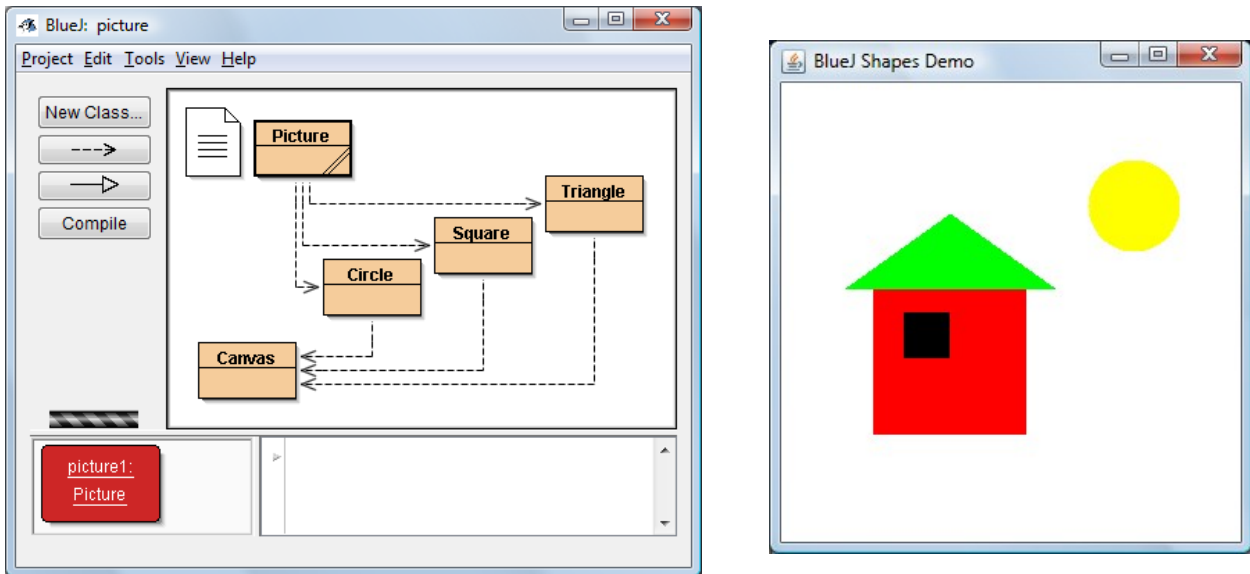 BlueJ: picture
Project Edit Tools View Help
New Class...
Compile
Picture
Triangle
Square
Circle
Canvas
picture1:
Picture
BlueJ Shapes Demo